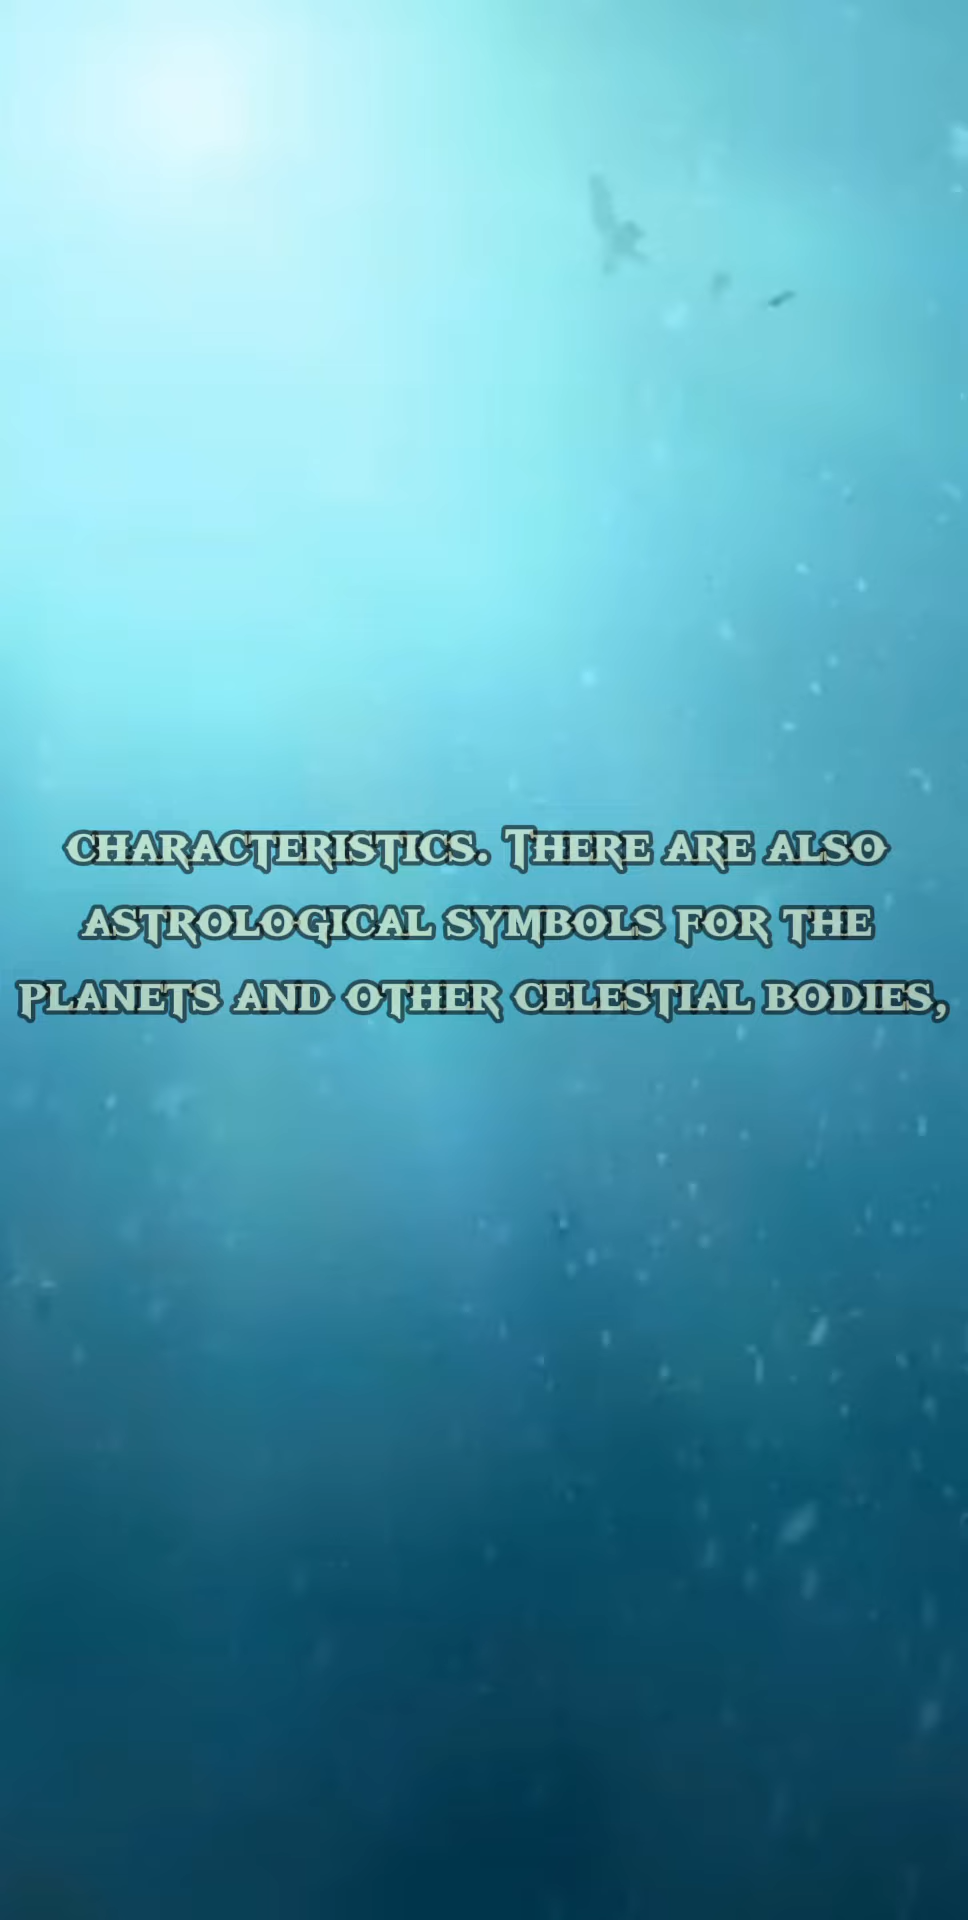 characteristics. There are also
astrological symbols for the
planets and other celestial bodies,